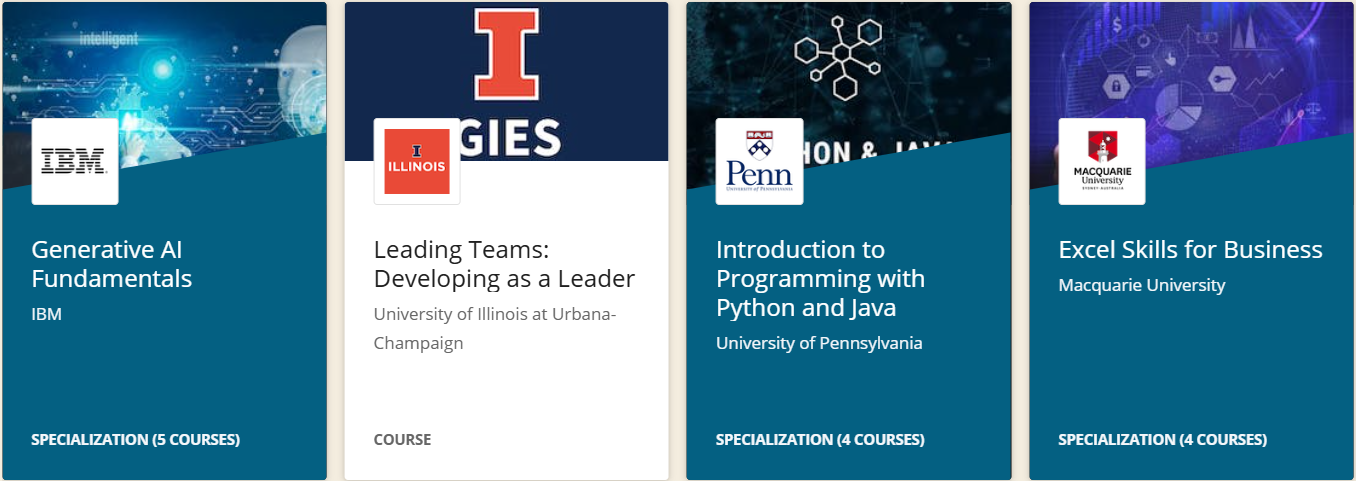 intelligent
IBM
Generative AI
Fundamentals
IBM
SPECIALIZATION (5 COURSES)
I
GIES
I
ILLINOIS
Leading Teams:
Developing as a Leader
University of Illinois at Urbana-
Champaign
COURSE
HON & JAVA
Penn
UNIVERSITY of PENNSYLVANIA
Introduction to
Programming with
Python and Java
University of Pennsylvania
SPECIALIZATION (4 COURSES)
$
MACQUARIE
University
SYDNEY·AUSTRALIA
Excel Skills for Business
Macquarie University
SPECIALIZATION (4 COURSES)